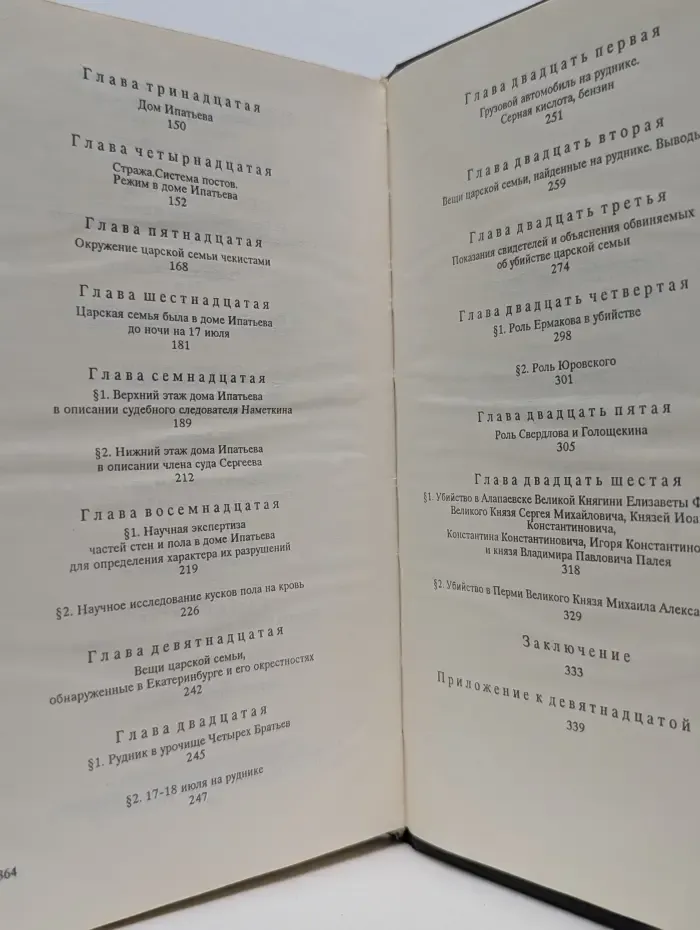 Глава тринадцатая
Дом Ипатьева
150
Глава четырнадцатая
Стража.Система постов.
Режим в доме Ипатьева
152
Глава пятнадцатая
Окружение царской семьи чекистами
168
Глава шестнадцатая
Царская семья была в доме Ипатьева
до ночи на 17 июля
181
Глава семнадцатая
§1. Верхний этаж дома Ипатьева
в описании судебного следователя Наметкина
189
§2. Нижний этаж дома Ипатьева
в описании члена суда Сергеева
212
Глава восемнадцатая
§1. Научная экспертиза
частей стен и пола в доме Ипатьева
для определения характера их разрушений
219
§2. Научное исследование кусков пола на кровь
226
Глава девятнадцатая
Вещи царской семьи,
обнаруженные в Екатеринбурге и его окрестностях
242
Глава двадцатая
§1. Рудник в урочище Четырех Братьев
245
§2. 17-18 июля на руднике
247
364
Глава двадцать первая
Грузовой автомобиль на руднике.
Серная кислота, бензин
251
Глава двадцать вторая
Вещи царской семьи, найденные на руднике. Выводы
259
Глава двадцать третья
Показания свидетелей и объяснения обвиняемых
об убийстве царской семьи
274
Глава двадцать четвертая
§1. Роль Ермакова в убийстве
298
§2. Роль Юровского
301
Глава двадцать пятая
Роль Свердлова и Голощекина
305
Глава двадцать шестая
§1. Убийство в Алапаевске Великой Княгини Елизаветы Ф
Великого Князя Сергея Михайловича, Князей Иоа
Константиновича,
Константина Константиновича, Игоря Константино
и князя Владимира Павловича Палея
318
§2. Убийство в Перми Великого Князя Михаила Алекса
329
Заключение
333
Приложение к девятнадцатой
339